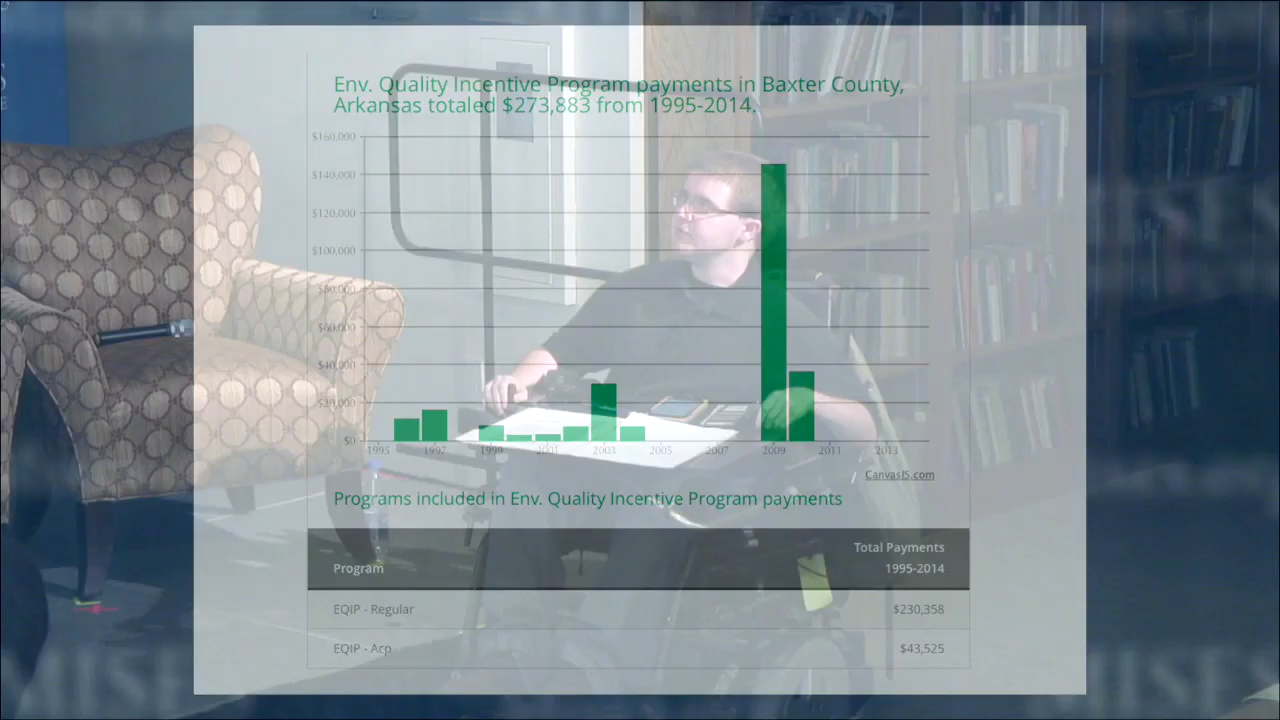 Env. Quality Incentive Program payments in Baxter County,
Arkansas totaled $273,883 from 1995-2014.
$160,000
$140,000
$120,000
$100,000
$80,000
$60,000
$40,000
$20,000
$0
1995 1997 1999 2001 2003 2005 2007 2009 2011 2013
CanvasJS.com
Programs included in Env. Quality Incentive Program payments
Program Total Payments 1995-2014
EQIP - Regular $230,358
EQIP - Acp $43,525
MISES